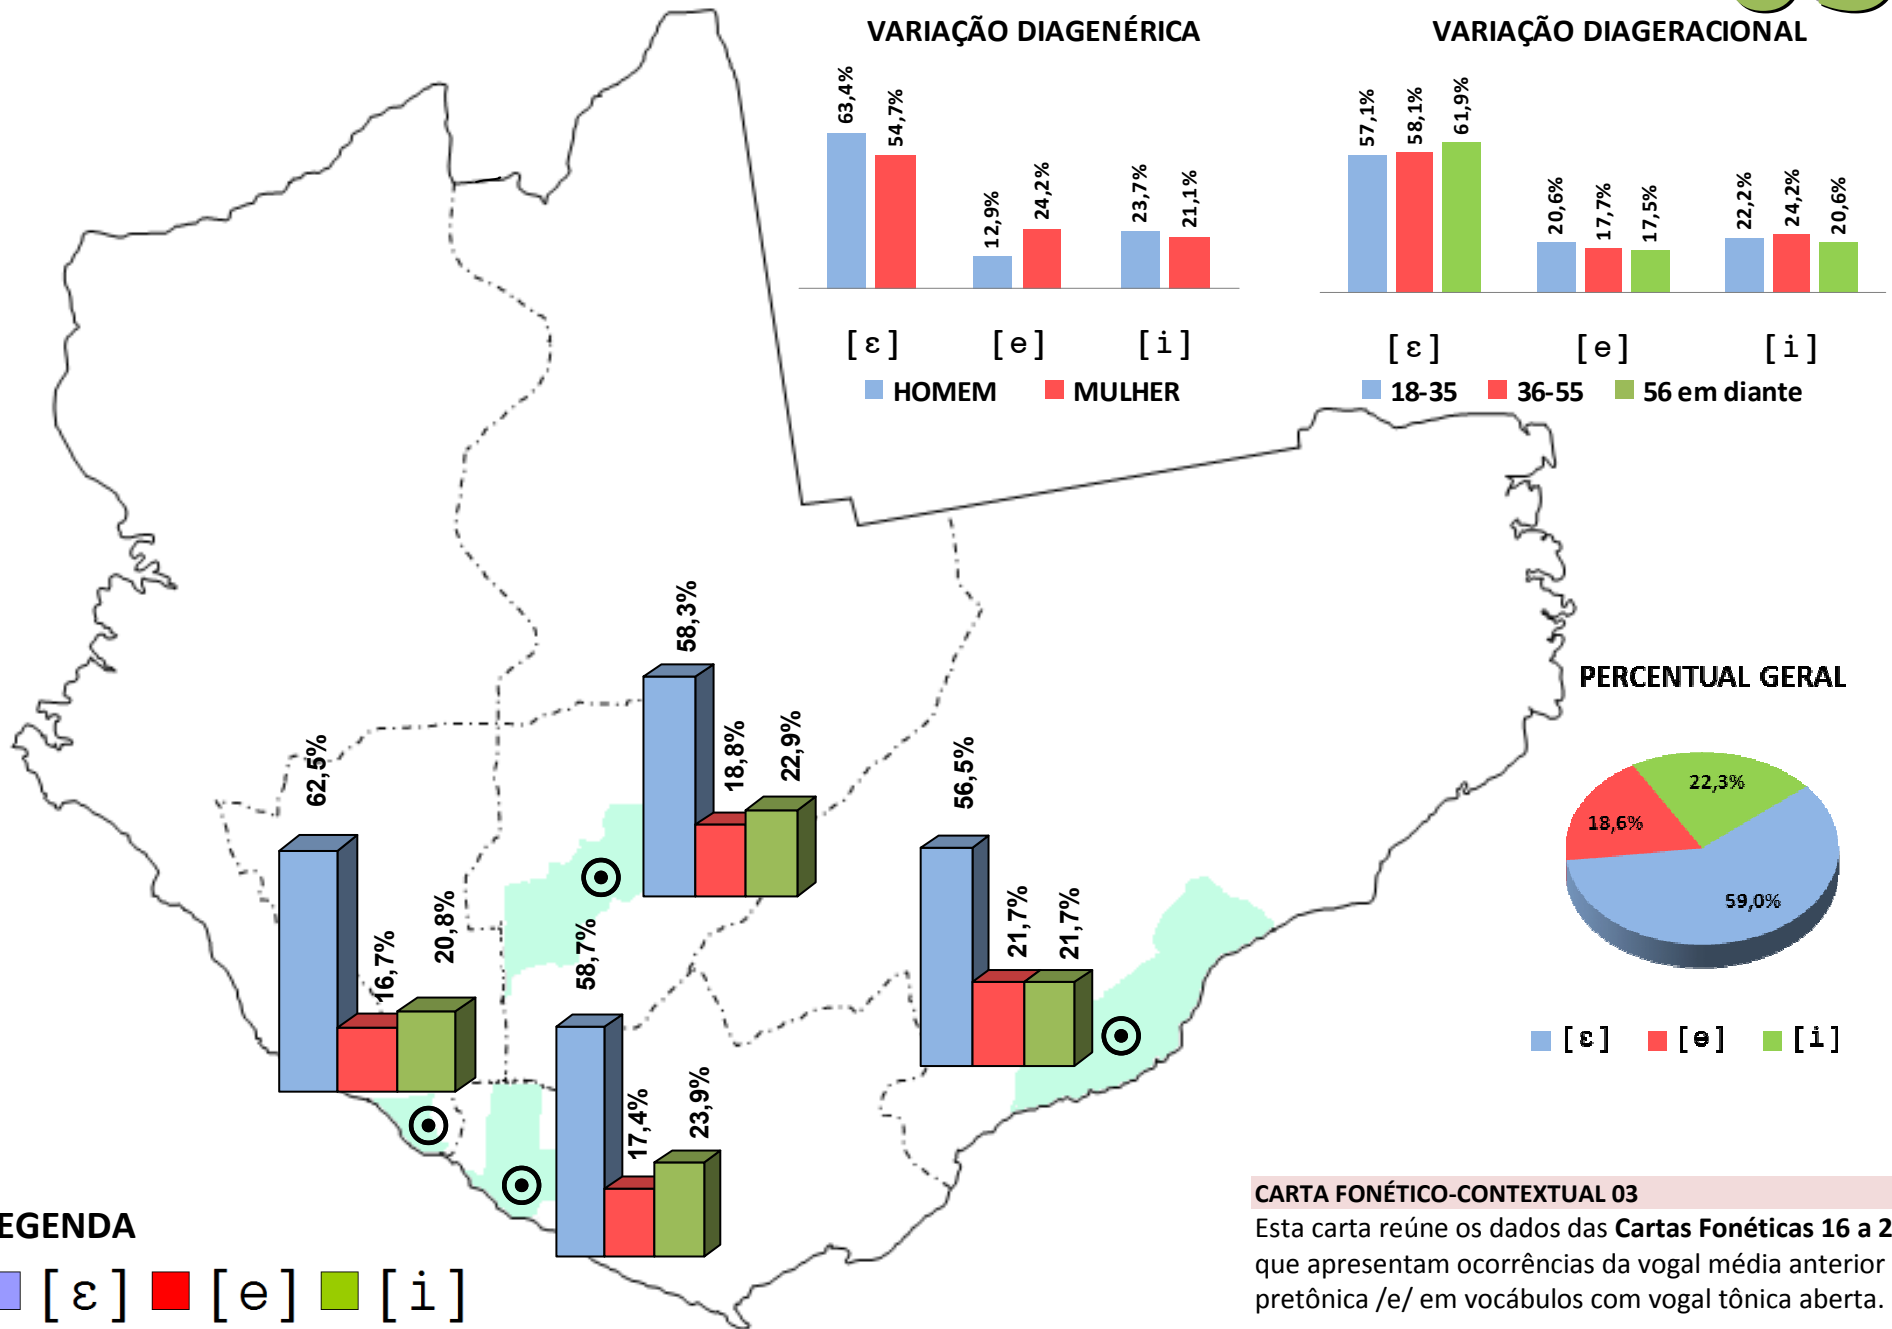 VARIAÇÃO DIAGENÉRICA
63,4%
54,7%
12,9%
24,2%
23,7%
21,1%
[ɛ] [e] [i]
HOMEM MULHER
VARIAÇÃO DIAGERACIONAL
57,1%
58,1%
61,9%
20,6%
17,7%
17,5%
22,2%
24,2%
20,6%
[ɛ] [e] [i]
18-35 36-55 56 em diante
58,3%
18,8%
22,9%
62,5%
16,7%
20,8%
56,5%
21,7%
21,7%
58,7%
17,4%
23,9%
PERCENTUAL GERAL
22,3%
18,6%
59,0%
[ɛ] [e] [i]
EGENDA
[ɛ] [e] [i]
CARTA FONÉTICO-CONTEXTUAL 03
Esta carta reúne os dados das Cartas Fonéticas 16 a 2
que apresentam ocorrências da vogal média anterior
pretônica /e/ em vocábulos com vogal tônica aberta.